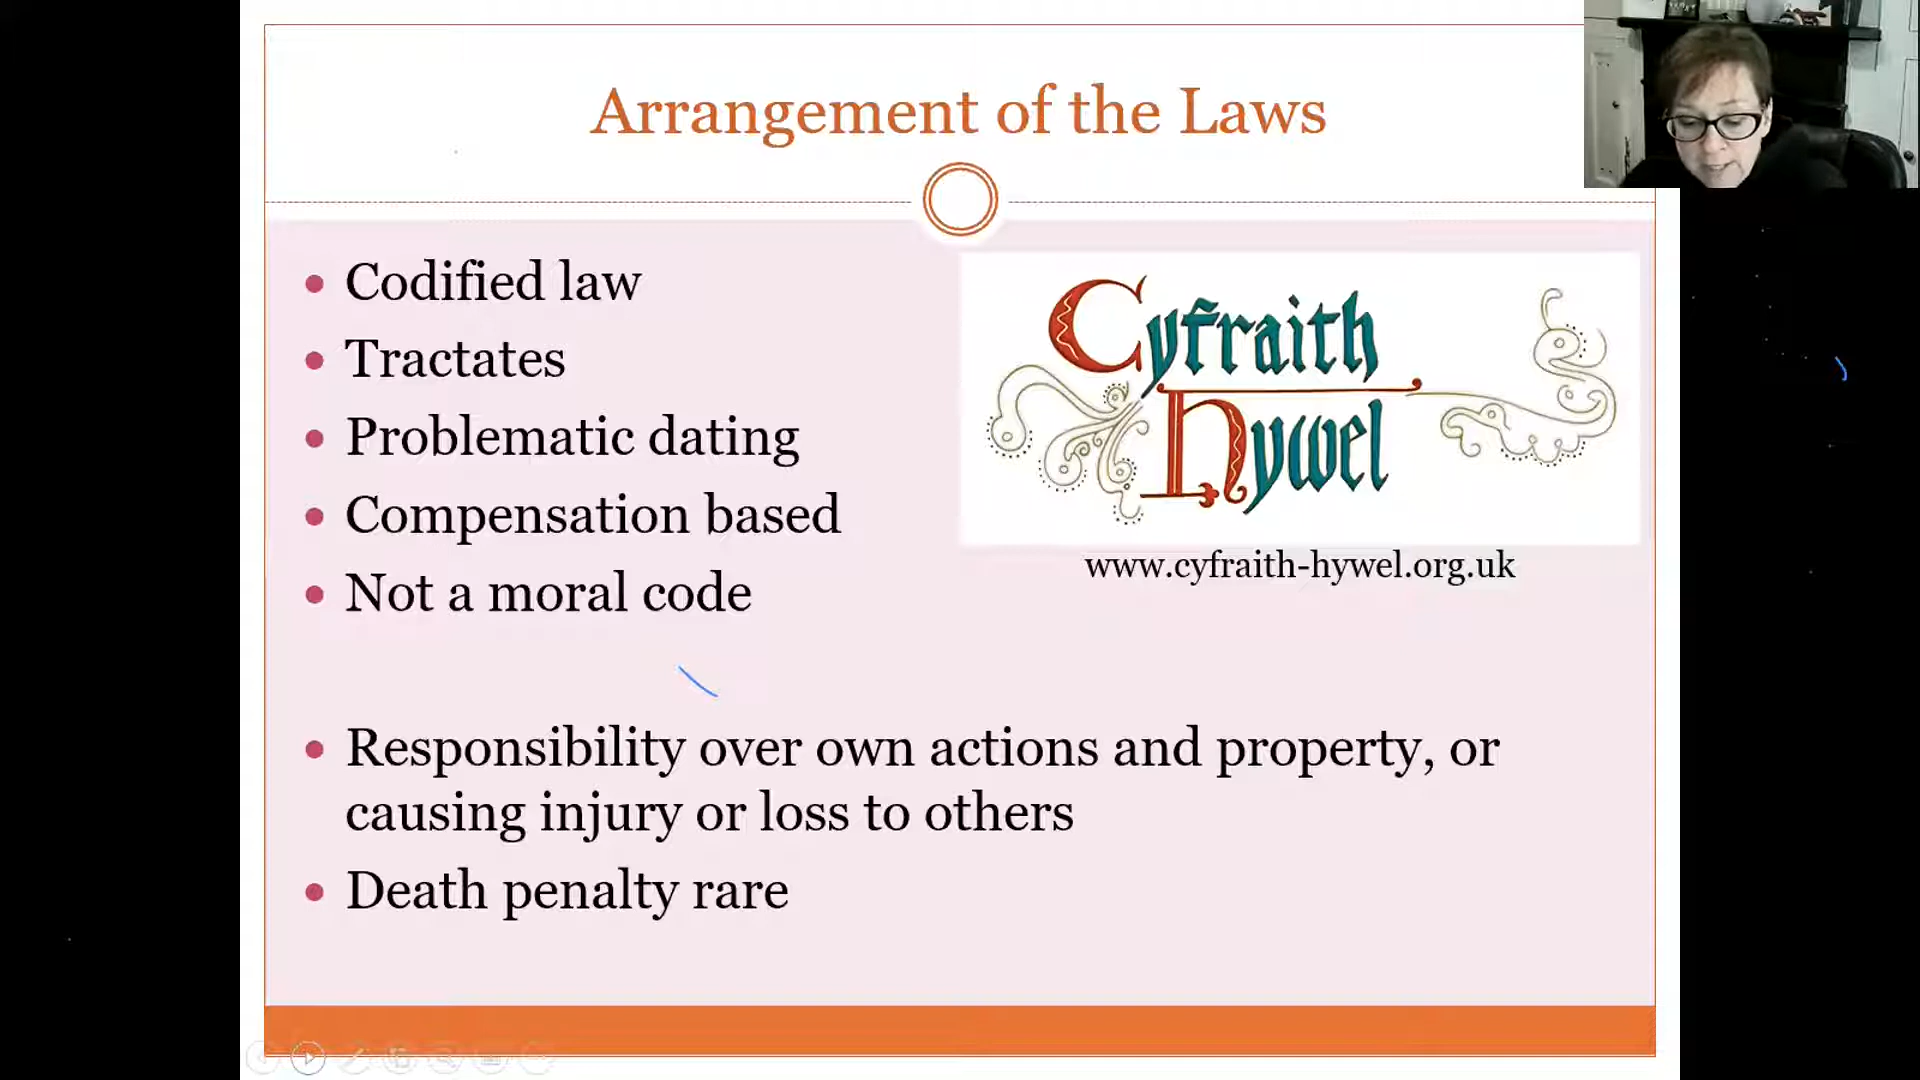 Arrangement of the Laws
Codified law
Tractates
Problematic dating
Compensation based
Not a moral code
Responsibility over own actions and property, or
causing injury or loss to others
Death penalty rare
Cyfraith
Hywel
www.cyfraith-hywel.org.uk